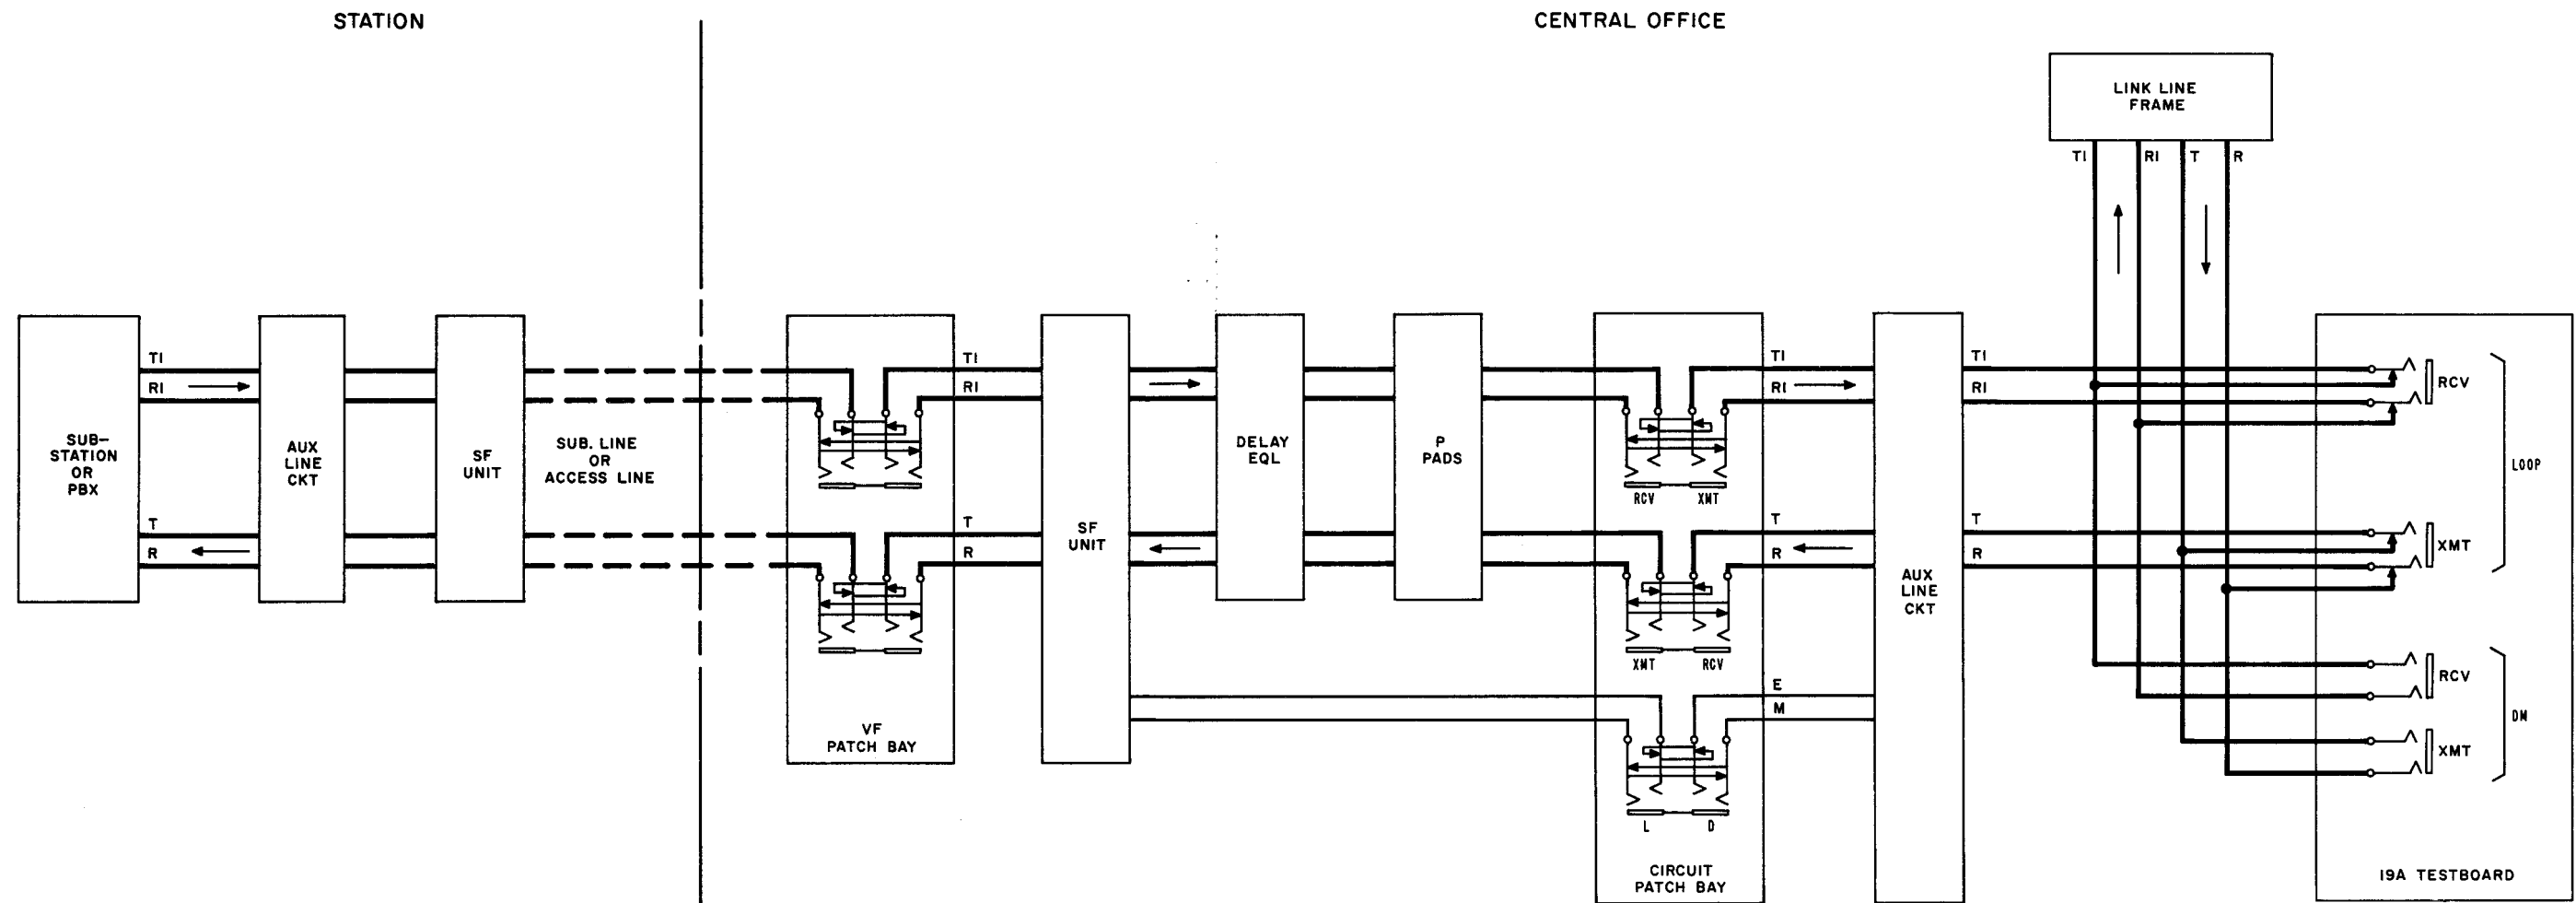 STATION
CENTRAL OFFICE
LINK LINE
FRAME
TI
RI
T
R
SUB-
STATION
OR
PBX
TI
RI
T
R
AUX
LINE
CKT
SF
UNIT
SUB. LINE
OR
ACCESS LINE
VF
PATCH BAY
TI
RI
T
R
SF
UNIT
DELAY
EQL
P
PADS
RCV
XMT
XMT
RCV
L
D
CIRCUIT
PATCH BAY
TI
RI
T
R
E
M
AUX
LINE
CKT
TI
RI
T
R
RCV
XMT
LOOP
RCV
XMT
DN
19A TESTBOARD